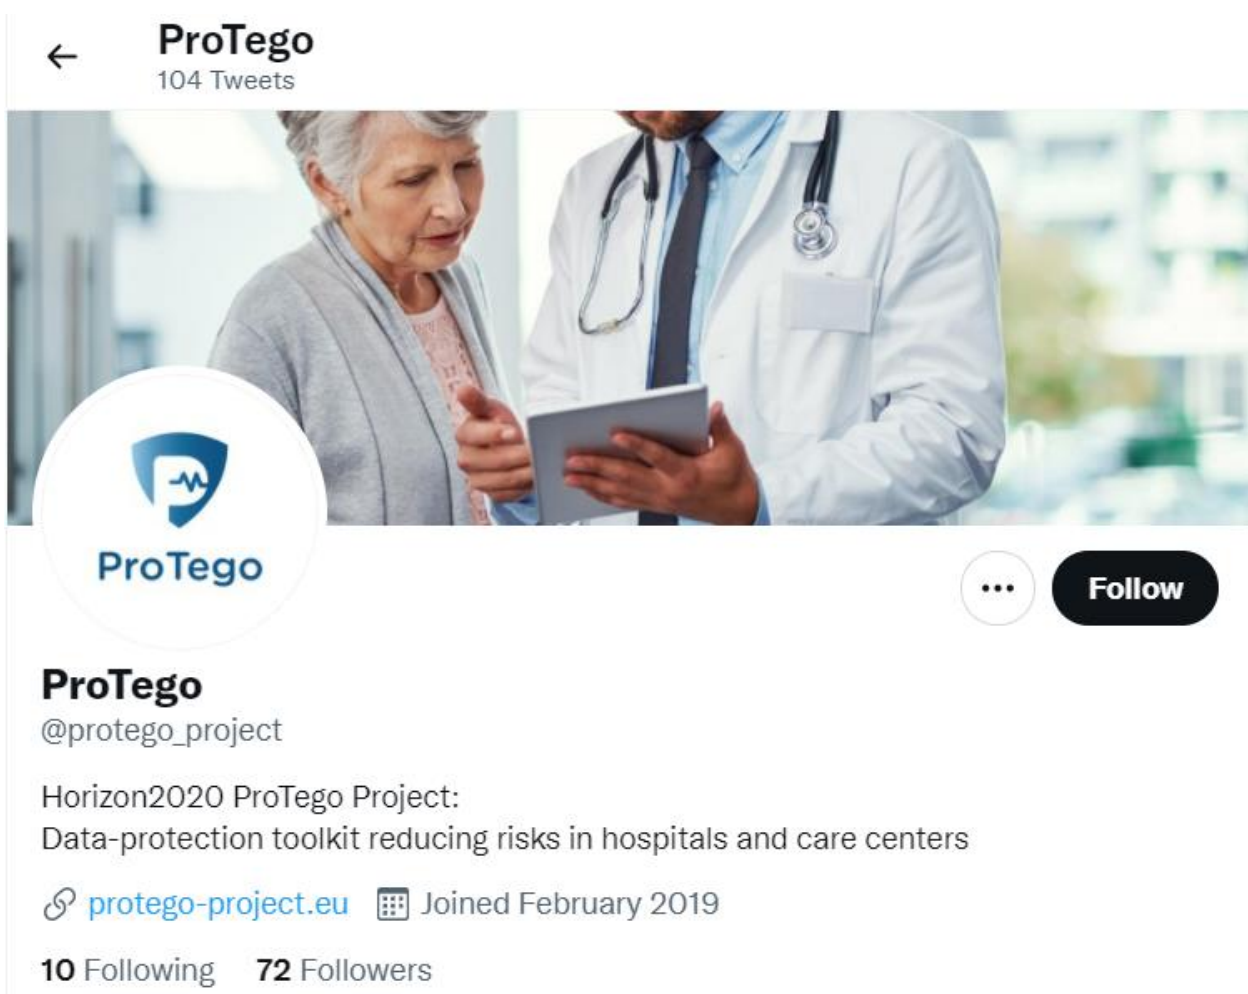 ProTego
104 Tweets
ProTego
Follow
ProTego
@protego_project
Horizon2020 ProTego Project:
Data-protection toolkit reducing risks in hospitals and care centers
protego-project.eu Joined February 2019
10 Following 72 Followers